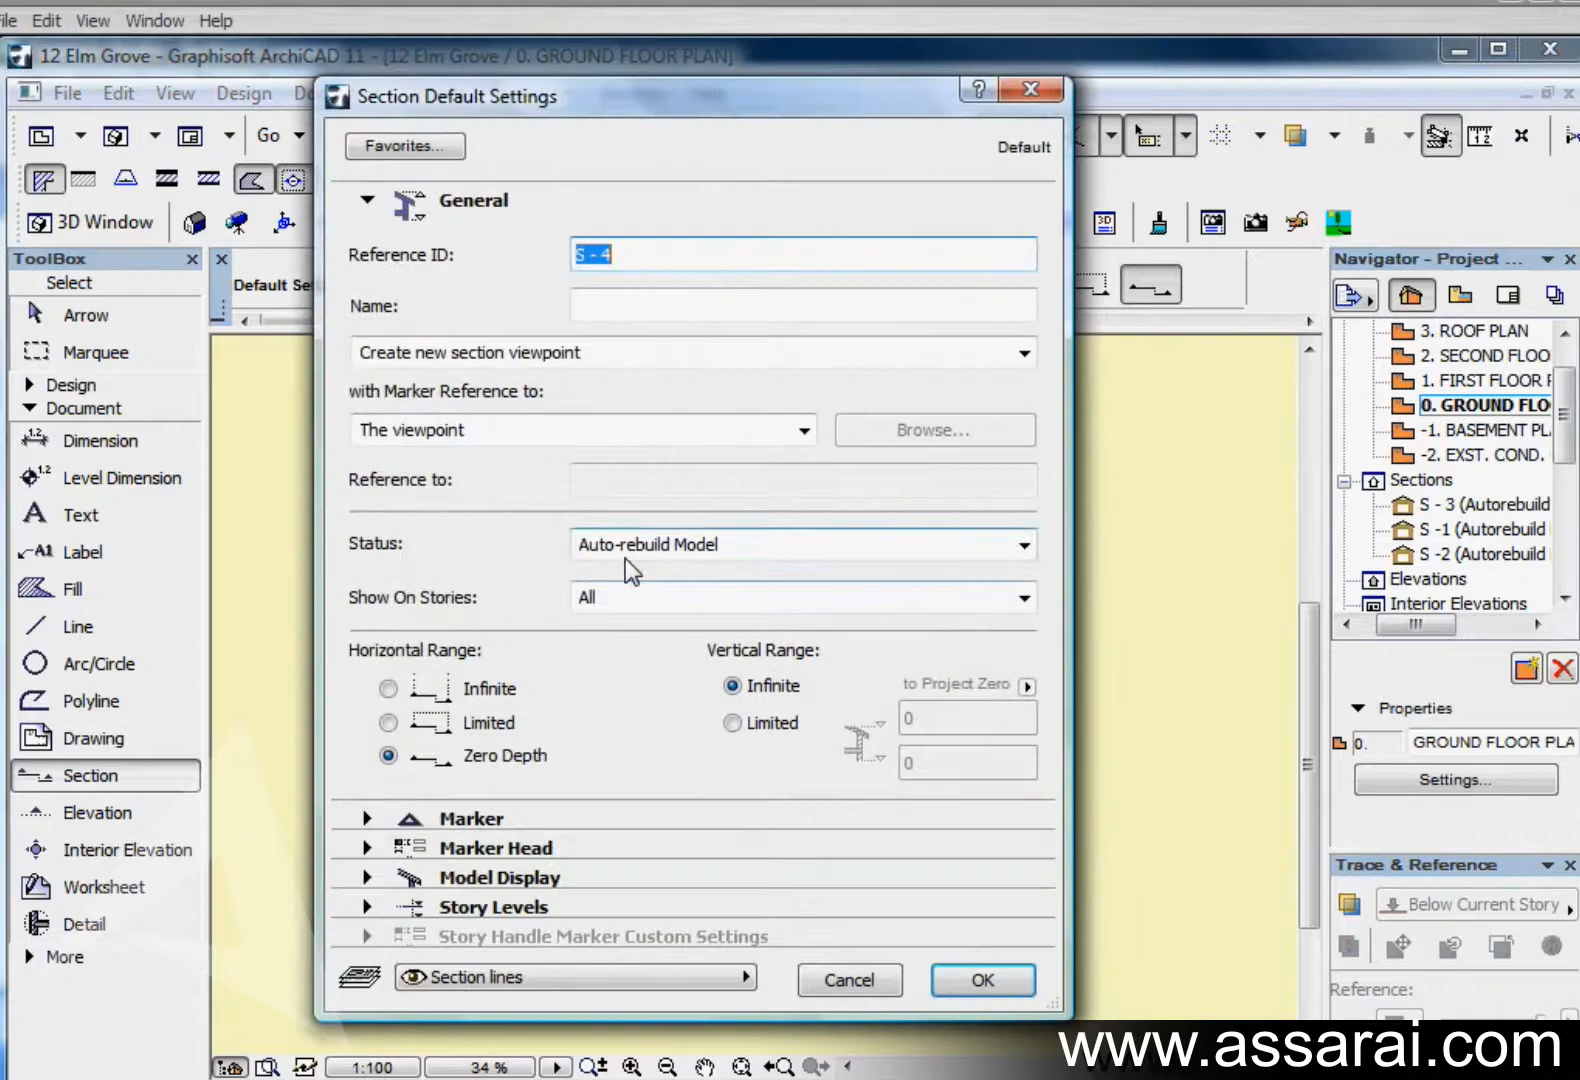 File Edit View Window Help
12 Elm Grove - Graphisoft ArchiCAD 11 - [12 Elm Grove / 0. GROUND FLOOR PLAN]
File Edit View Design
Section Default Settings
Favorites...
Default
Go
3D Window
General
Reference ID: S - 4
Name:
Create new section viewpoint
with Marker Reference to:
The viewpoint
Browse...
Reference to:
Status: Auto-rebuild Model
Show On Stories: All
Horizontal Range:
Infinite
Limited
Zero Depth
Vertical Range:
Infinite
Limited
to Project Zero
0
0
Marker
Marker Head
Model Display
Story Levels
Story Handle Marker Custom Settings
Section lines
Cancel
OK
ToolBox
Select
Arrow
Marquee
Design
Document
Dimension
Level Dimension
Text
Label
Fill
Line
Arc/Circle
Polyline
Drawing
Section
Elevation
Interior Elevation
Worksheet
Detail
More
Default Se
Navigator - Project ...
3. ROOF PLAN
2. SECOND FLOO
1. FIRST FLOOR
0. GROUND FLO
-1. BASEMENT PL
-2. EXST. COND.
Sections
S - 3 (Autorebuild
S -1 (Autorebuild
S -2 (Autorebuild
Elevations
Interior Elevations
Properties
0. GROUND FLOOR PLA
Settings...
Trace & Reference
Below Current Story
Reference:
1:100
34 %
www.assarai.com